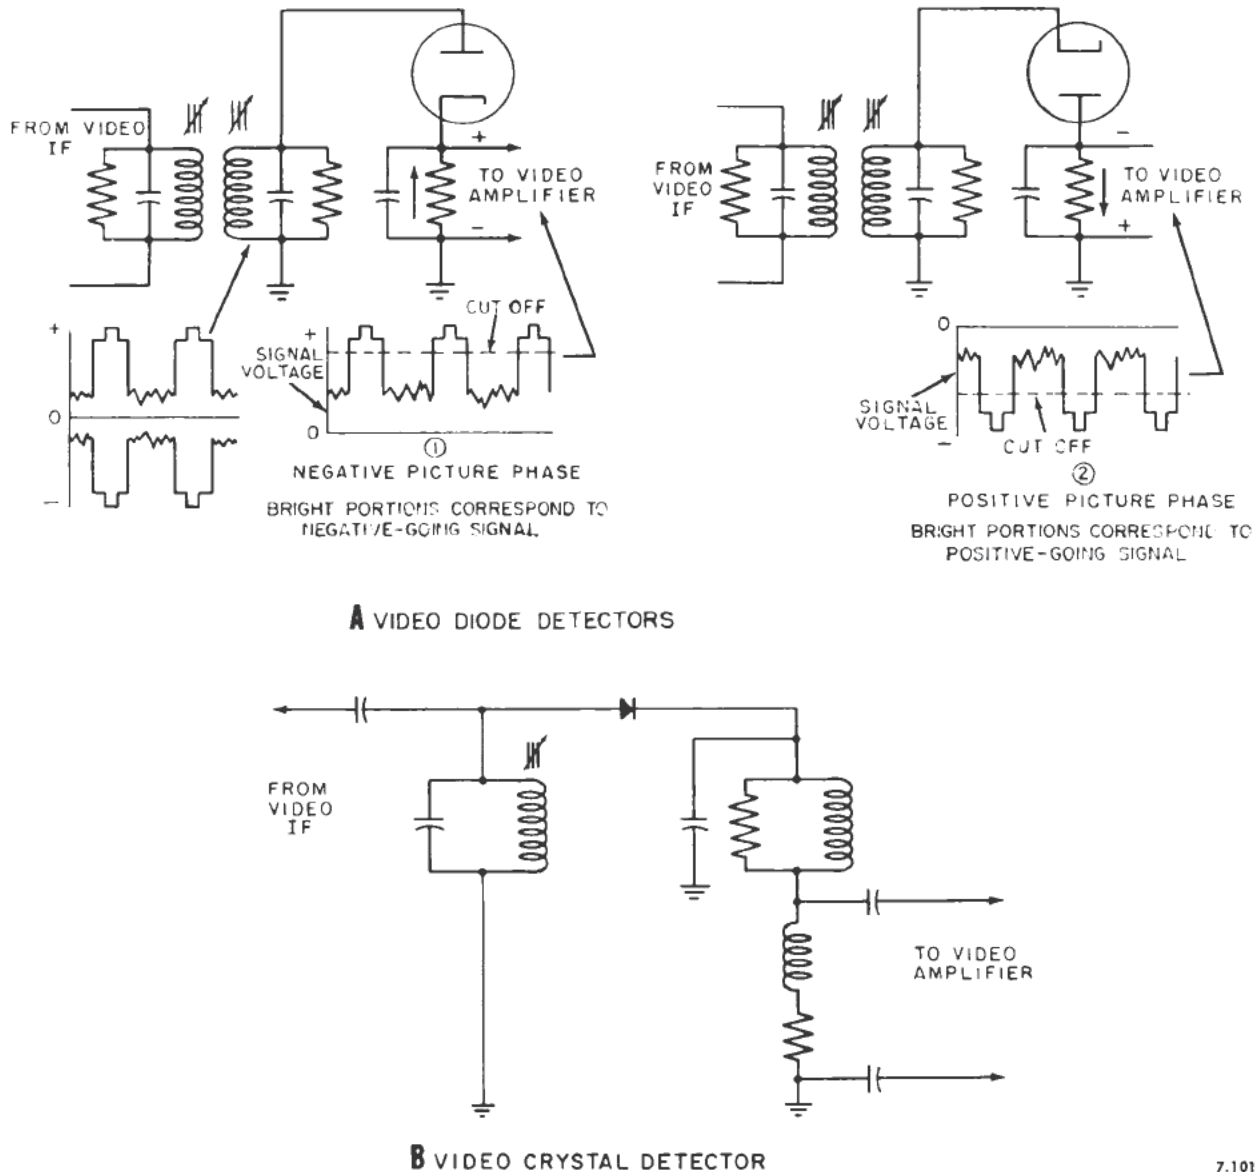 FROM VIDEO
IF
+
-
TO VIDEO
AMPLIFIER
+
0
-
SIGNAL
VOLTAGE
+
0
CUT OFF
①
NEGATIVE PICTURE PHASE
BRIGHT PORTIONS CORRESPOND TO
NEGATIVE-GOING SIGNAL
FROM
VIDEO
IF
-
+
TO VIDEO
AMPLIFIER
0
-
SIGNAL
VOLTAGE
CUT OFF
②
POSITIVE PICTURE PHASE
BRIGHT PORTIONS CORRESPOND TO
POSITIVE-GOING SIGNAL
A VIDEO DIODE DETECTORS
FROM
VIDEO
IF
TO VIDEO
AMPLIFIER
B VIDEO CRYSTAL DETECTOR
7.101